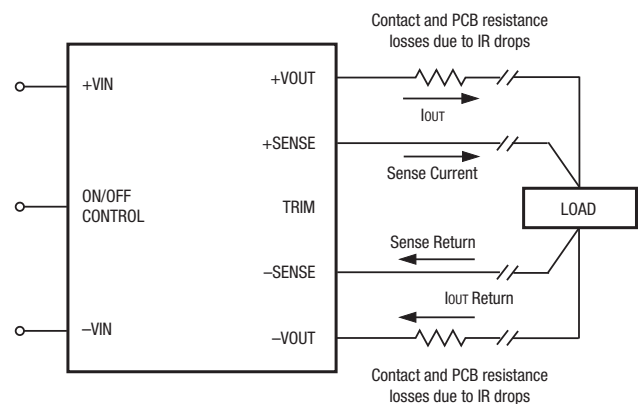 Contact and PCB resistance
losses due to IR drops
+VIN
+VOUT
IOUT
+SENSE
Sense Current
ON/OFF
CONTROL
TRIM
LOAD
Sense Return
–SENSE
IOUT Return
–VIN
–VOUT
Contact and PCB resistance
losses due to IR drops